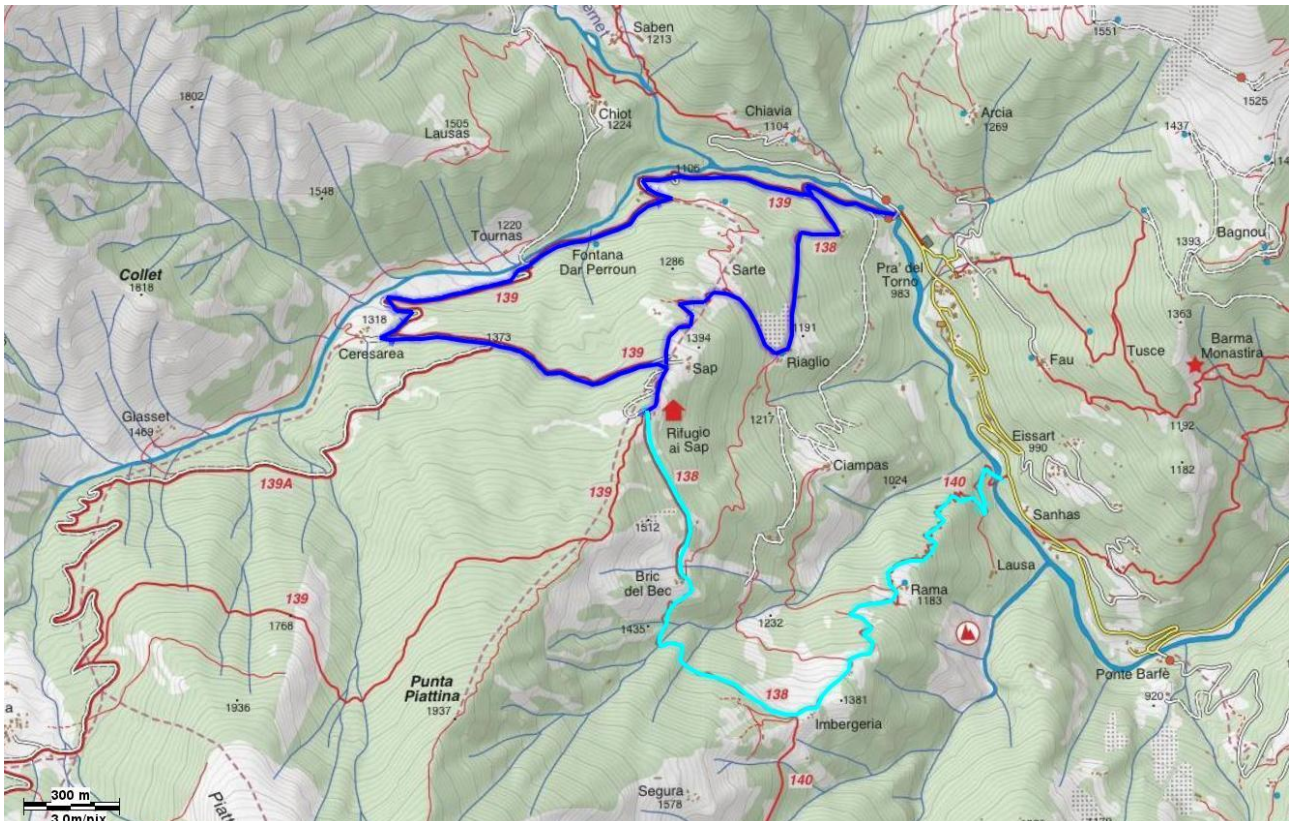 Saben
1213
1551
1802
Chiot
1224
Chiavia
1104
Arcia
1269
1525
1437
Lausas
1505
1106
1548
139
1220
Tournas
138
1393
Bagnou
Fontana
Dar Perroun
1286
Sarte
Pra' del
Torno
983
Collet
1818
139
1318
1373
Ceresarea
139
1394
Sap
1191
Riaglio
1363
Barma
Monastira
Tusce
Fau
Glasset
1469
Rifugio
ai Sap
1217
1192
Eissart
990
138
Ciampas
1024
140
1182
139A
139
1512
Sanhas
Bric
del Bec
Lausa
Rama
1183
139
1768
1435
1232
Punta
Piattina
1937
138
1381
Imbergeria
Ponte Barfè
920
1936
a
140
Segura
1578
300 m
3.0m/pix